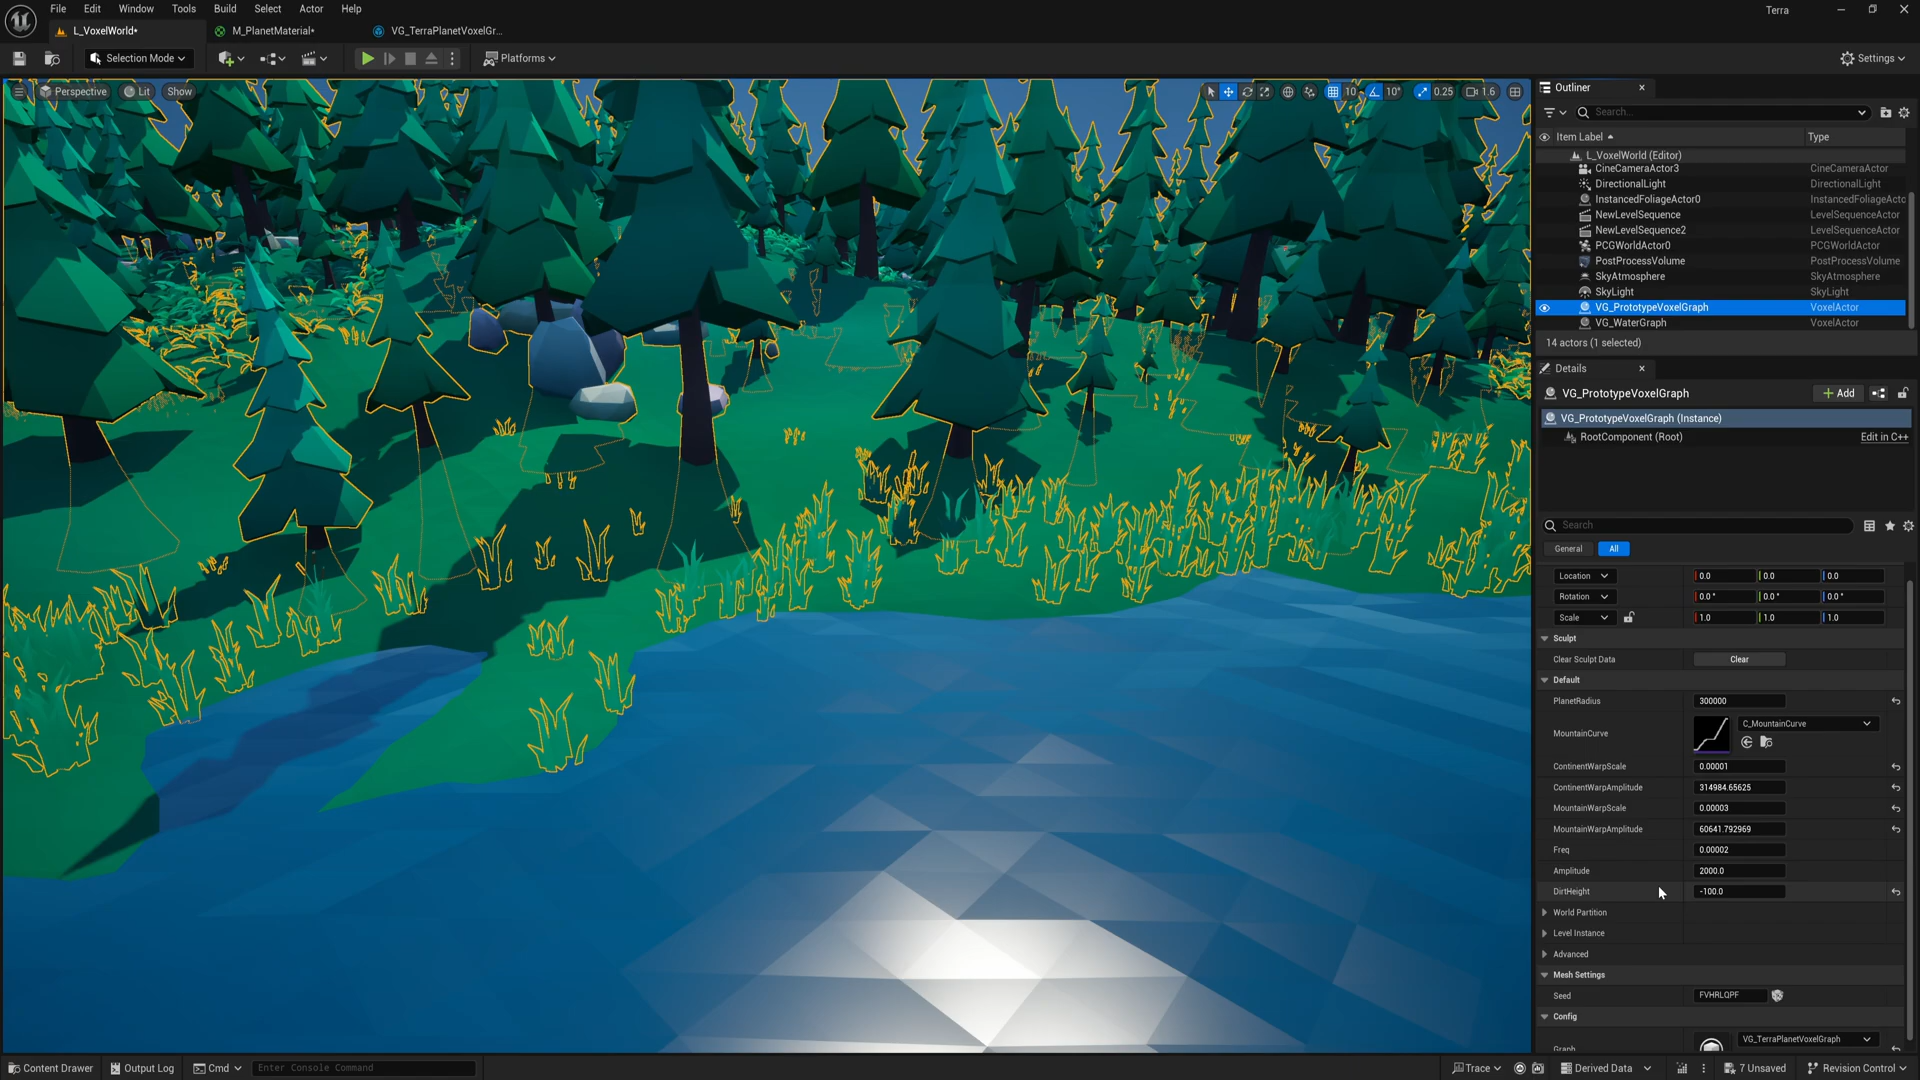 File Edit Window Tools Build Select Actor Help
Terra
L_VoxelWorld*
M_PlanetMaterial*
VG_TerraPlanetVoxelGr...
Selection Mode
Platforms
Settings
Perspective
Lit
Show
10
10°
0.25
1.6
Outliner
Search...
Item Label
Type
L_VoxelWorld (Editor)
CineCameraActor3 CineCameraActor
DirectionalLight DirectionalLight
InstancedFoliageActor0 InstancedFoliageActo
NewLevelSequence LevelSequenceActor
NewLevelSequence2 LevelSequenceActor
PCGWorldActor0 PCGWorldActor
PostProcessVolume PostProcessVolume
SkyAtmosphere SkyAtmosphere
SkyLight SkyLight
VG_PrototypeVoxelGraph VoxelActor
VG_WaterGraph VoxelActor
14 actors (1 selected)
Details
VG_PrototypeVoxelGraph
Add
VG_PrototypeVoxelGraph (Instance)
RootComponent (Root)
Edit in C++
Search
General
All
Location 0.0 0.0 0.0
Rotation 0.0° 0.0° 0.0°
Scale 1.0 1.0 1.0
Sculpt
Clear Sculpt Data Clear
Default
PlanetRadius 300000
MountainCurve C_MountainCurve
ContinentWarpScale 0.00001
ContinentWarpAmplitude 314984.65625
MountainWarpScale 0.00003
MountainWarpAmplitude 60641.792969
Freq 0.00002
Amplitude 2000.0
DirtHeight -100.0
World Partition
Level Instance
Advanced
Mesh Settings
Seed FVHRLQPF
Config
Graph VG_TerraPlanetVoxelGraph
Content Drawer
Output Log
Cmd
Enter Console Command
Trace
Derived Data
7 Unsaved
Revision Control